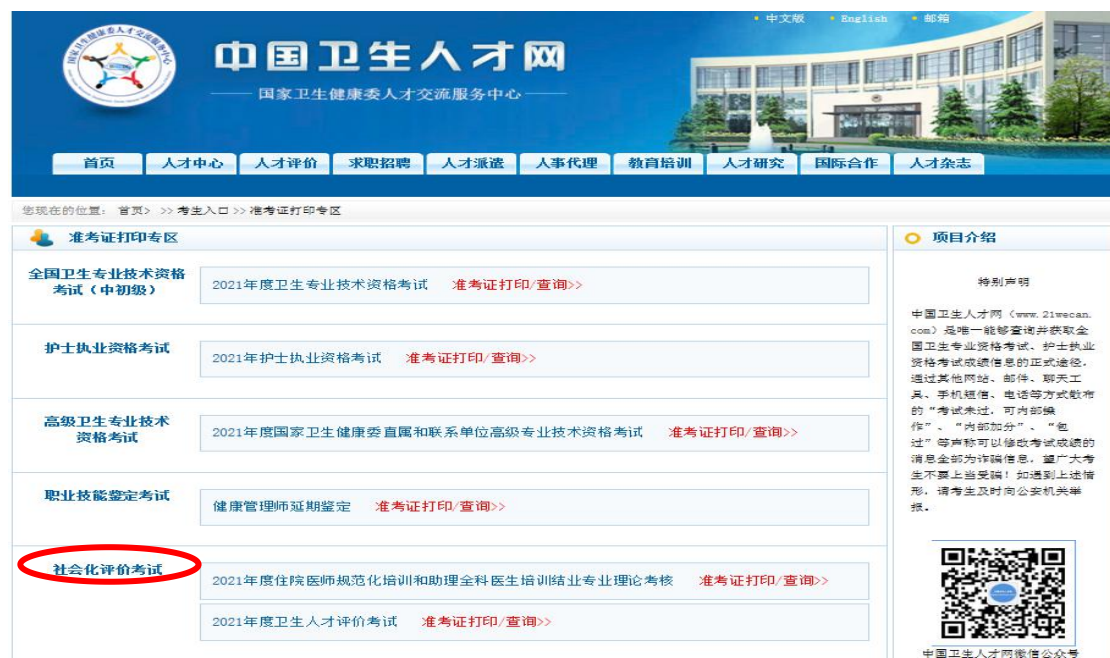 中文版 English 邮箱
国家卫生健康委人才交流服务中心
中国卫生人才网
国家卫生健康委人才交流服务中心
首页 人才中心 人才评价 求职招聘 人才派遣 人事代理 教育培训 人才研究 国际合作 人才杂志
您现在的位置: 首页> >> 考生入口 >> 准考证打印专区
准考证打印专区
全国卫生专业技术资格
考试(中初级)
2021年度卫生专业技术资格考试 准考证打印/查询>>
护士执业资格考试
2021年护士执业资格考试 准考证打印/查询>>
高级卫生专业技术
资格考试
2021年度国家卫生健康委直属和联系单位高级专业技术资格考试 准考证打印/查询>>
职业技能鉴定考试
健康管理师延期鉴定 准考证打印/查询>>
社会化评价考试
2021年度住院医师规范化培训和助理全科医生培训结业专业理论考核 准考证打印/查询>>
2021年度卫生人才评价考试 准考证打印/查询>>
项目介绍
特别声明
中国卫生人才网(www.21wecan.
com)是唯一能够查询并获取全
国卫生专业资格考试、护士执业
资格考试成绩信息的正式途径。
通过其他网站、邮件、聊天工
具、手机短信、电话等方式散布
的“考试未过,可内部操
作”、“内部加分”、“包
过”等声称可以修改考试成绩的
消息全部为诈骗信息,望广大考
生不要上当受骗!如遇到上述情
形,请考生及时向公安机关举
报。
中国卫生人才网微信公众号